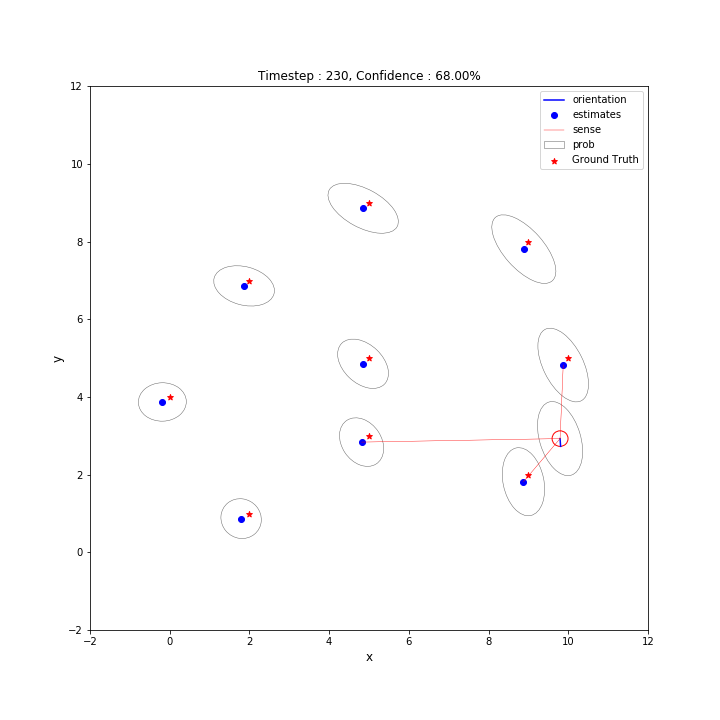 Timestep : 230, Confidence : 68.00%
orientation
estimates
sense
prob
Ground Truth
12
10
8
6
4
2
0
−2
y
−2 0 2 4 6 8 10 12
x